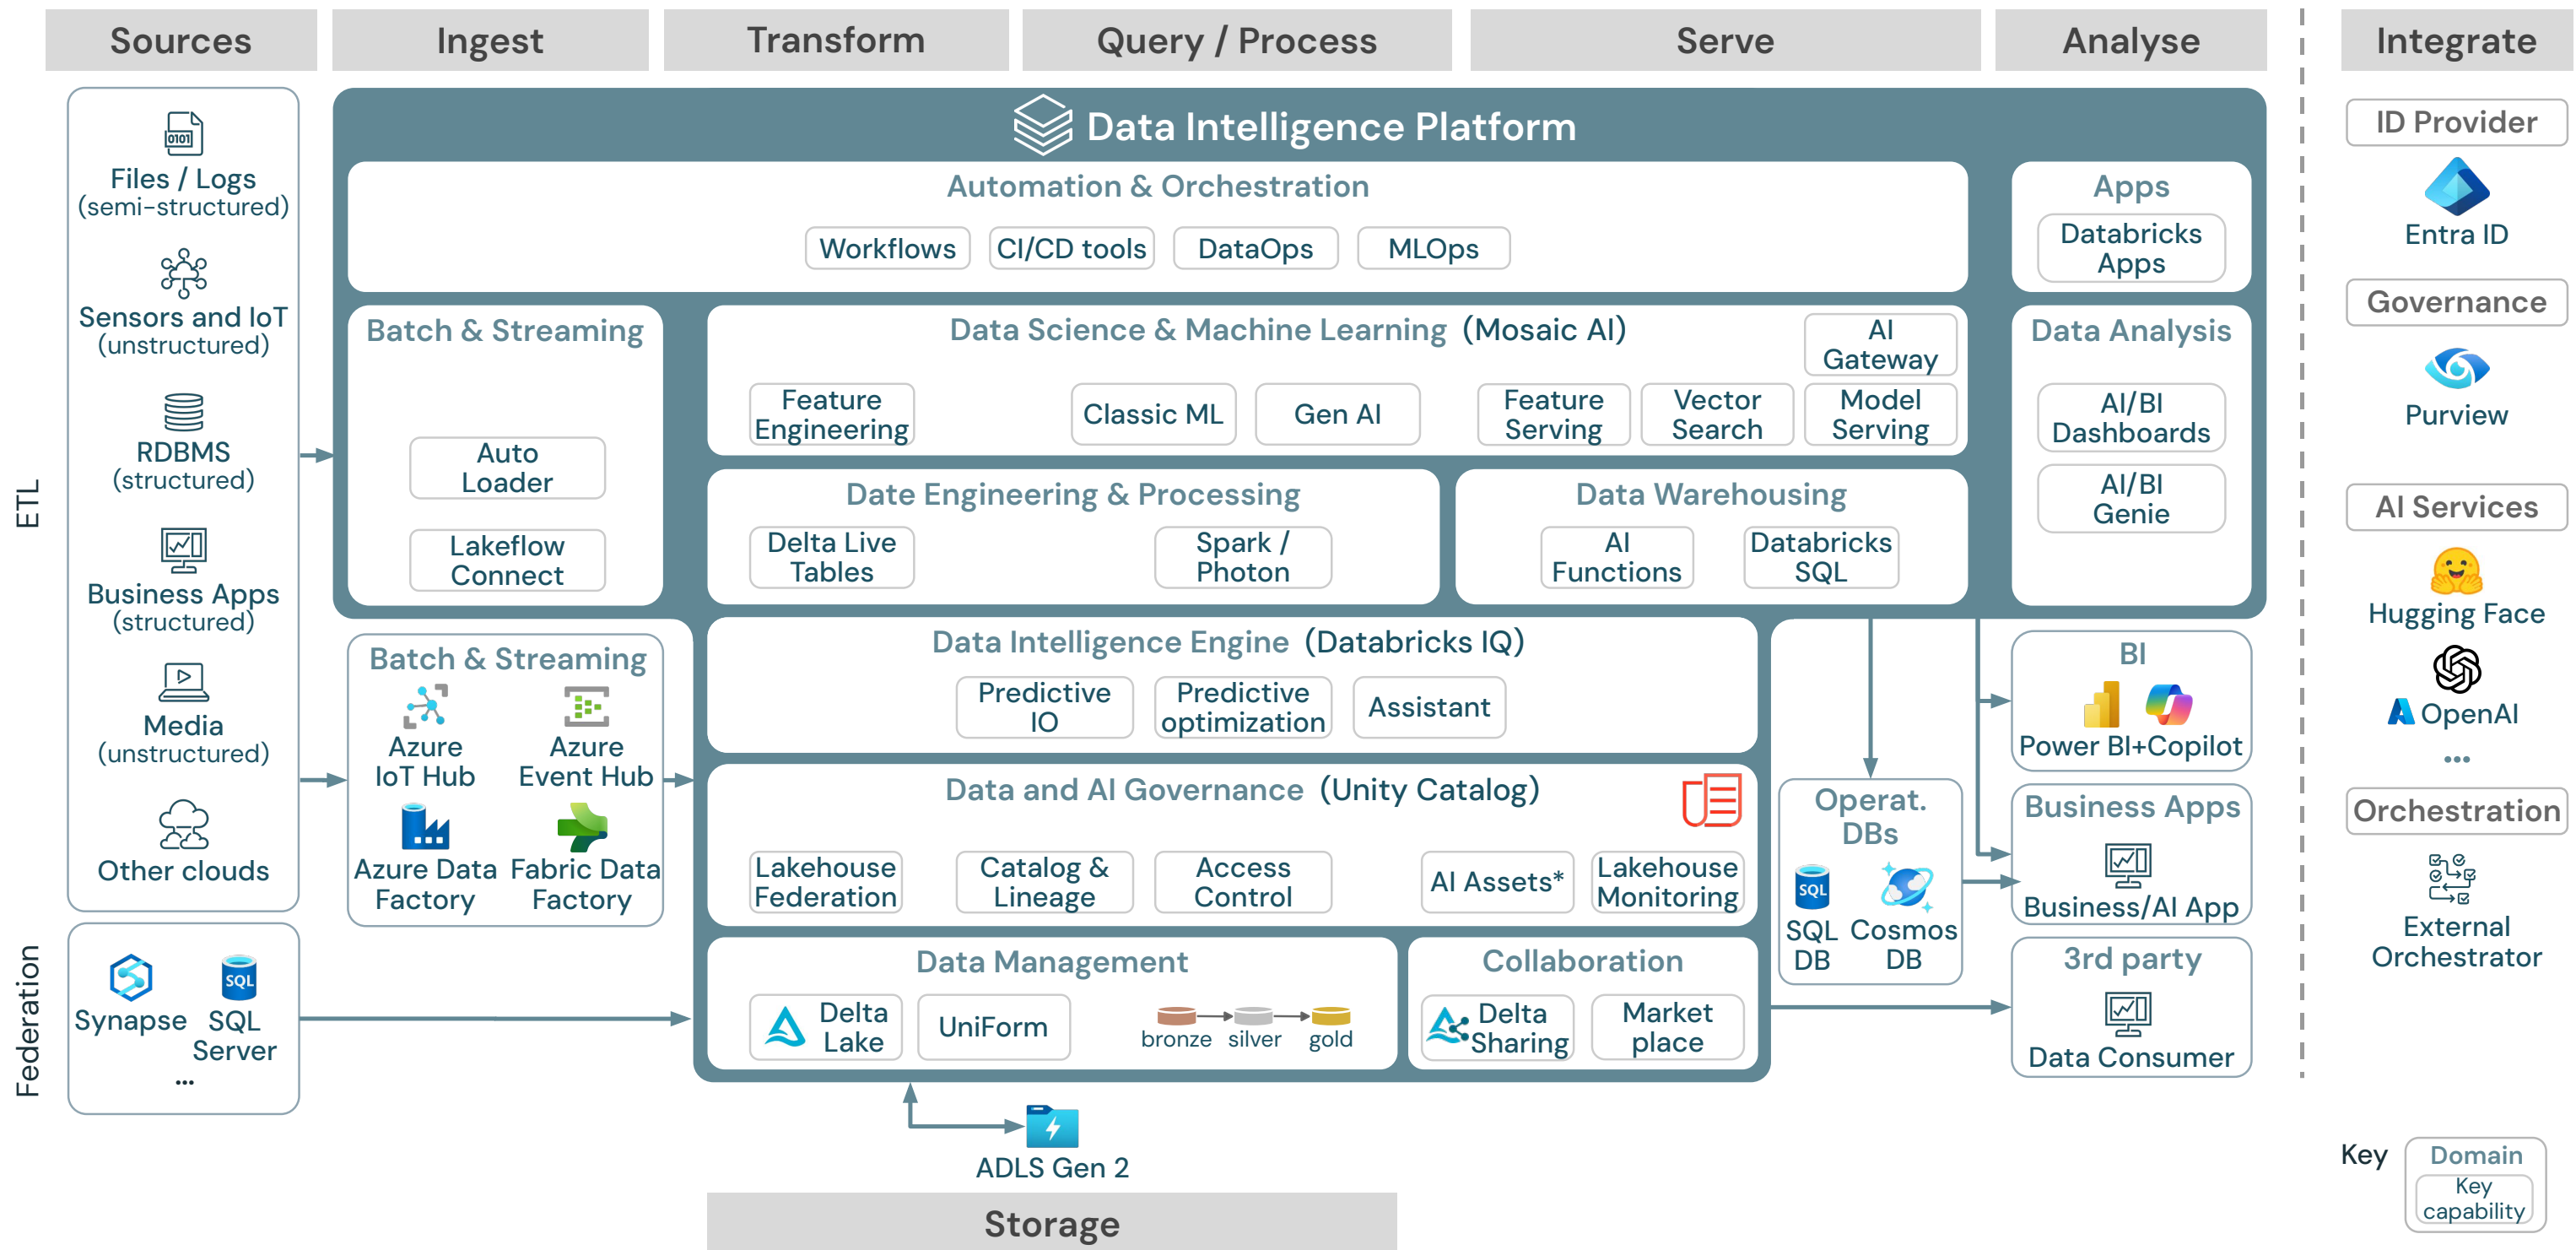 Sources
Ingest
Transform
Query / Process
Serve
Analyse
Integrate
ETL
Files / Logs
(semi-structured)
Sensors and IoT
(unstructured)
RDBMS
(structured)
Business Apps
(structured)
Media
(unstructured)
Other clouds
Federation
Synapse
SQL
SQL
Server
...
Data Intelligence Platform
Automation & Orchestration
Workflows
CI/CD tools
DataOps
MLOps
Apps
Databricks
Apps
Batch & Streaming
Auto
Loader
Lakeflow
Connect
Data Science & Machine Learning (Mosaic AI)
AI
Gateway
Feature
Engineering
Classic ML
Gen AI
Feature
Serving
Vector
Search
Model
Serving
Data Analysis
AI/BI
Dashboards
AI/BI
Genie
Date Engineering & Processing
Delta Live
Tables
Spark /
Photon
Data Warehousing
AI
Functions
Databricks
SQL
Batch & Streaming
Azure
IoT Hub
Azure
Event Hub
Azure Data
Factory
Fabric Data
Factory
Data Intelligence Engine (Databricks IQ)
Predictive
IO
Predictive
optimization
Assistant
Data and AI Governance (Unity Catalog)
Lakehouse
Federation
Catalog &
Lineage
Access
Control
AI Assets*
Lakehouse
Monitoring
Data Management
Delta
Lake
UniForm
bronze
silver
gold
Collaboration
Delta
Sharing
Market
place
Operat.
DBs
SQL
SQL
DB
Cosmos
DB
BI
Power BI+Copilot
Business Apps
Business/AI App
3rd party
Data Consumer
ADLS Gen 2
Storage
ID Provider
Entra ID
Governance
Purview
AI Services
Hugging Face
OpenAI
...
Orchestration
External
Orchestrator
Key
Domain
Key
capability
0101